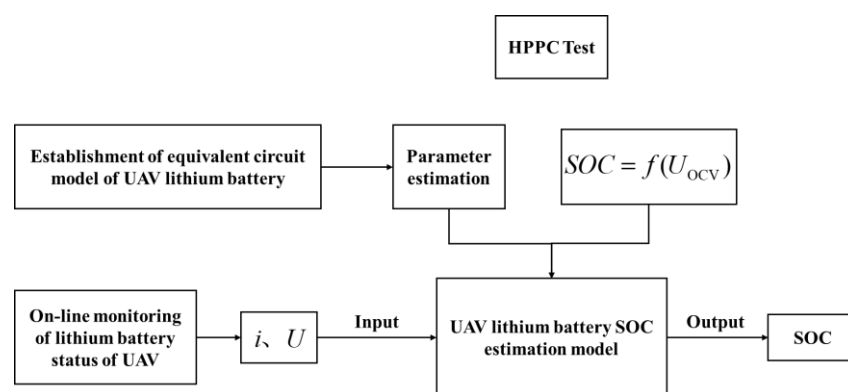 HPPC Test
Establishment of equivalent circuit
model of UAV lithium battery
Parameter
estimation
SOC = f(U_OCV)
On-line monitoring
of lithium battery
status of UAV
i、U
Input
UAV lithium battery SOC
estimation model
Output
SOC